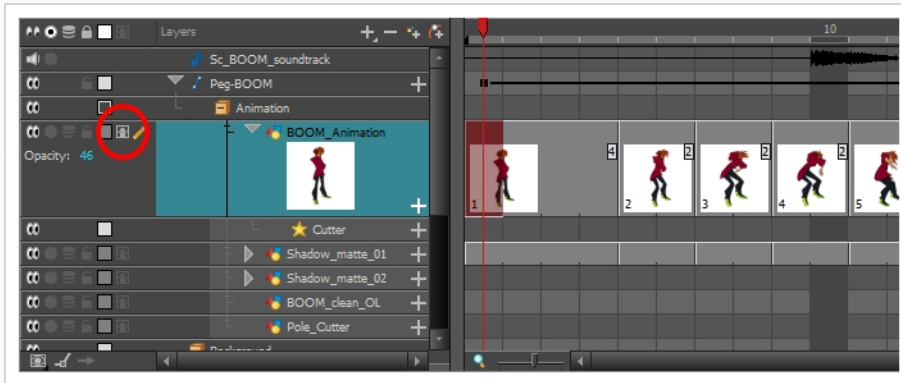 Layers
10
Sc_BOOM_soundtrack
Peg-BOOM
Animation
BOOM_Animation
Opacity: 46
4 2 2 2
1 2 3 4 5
Cutter
Shadow_matte_01
Shadow_matte_02
BOOM_clean_OL
Pole_Cutter
Background